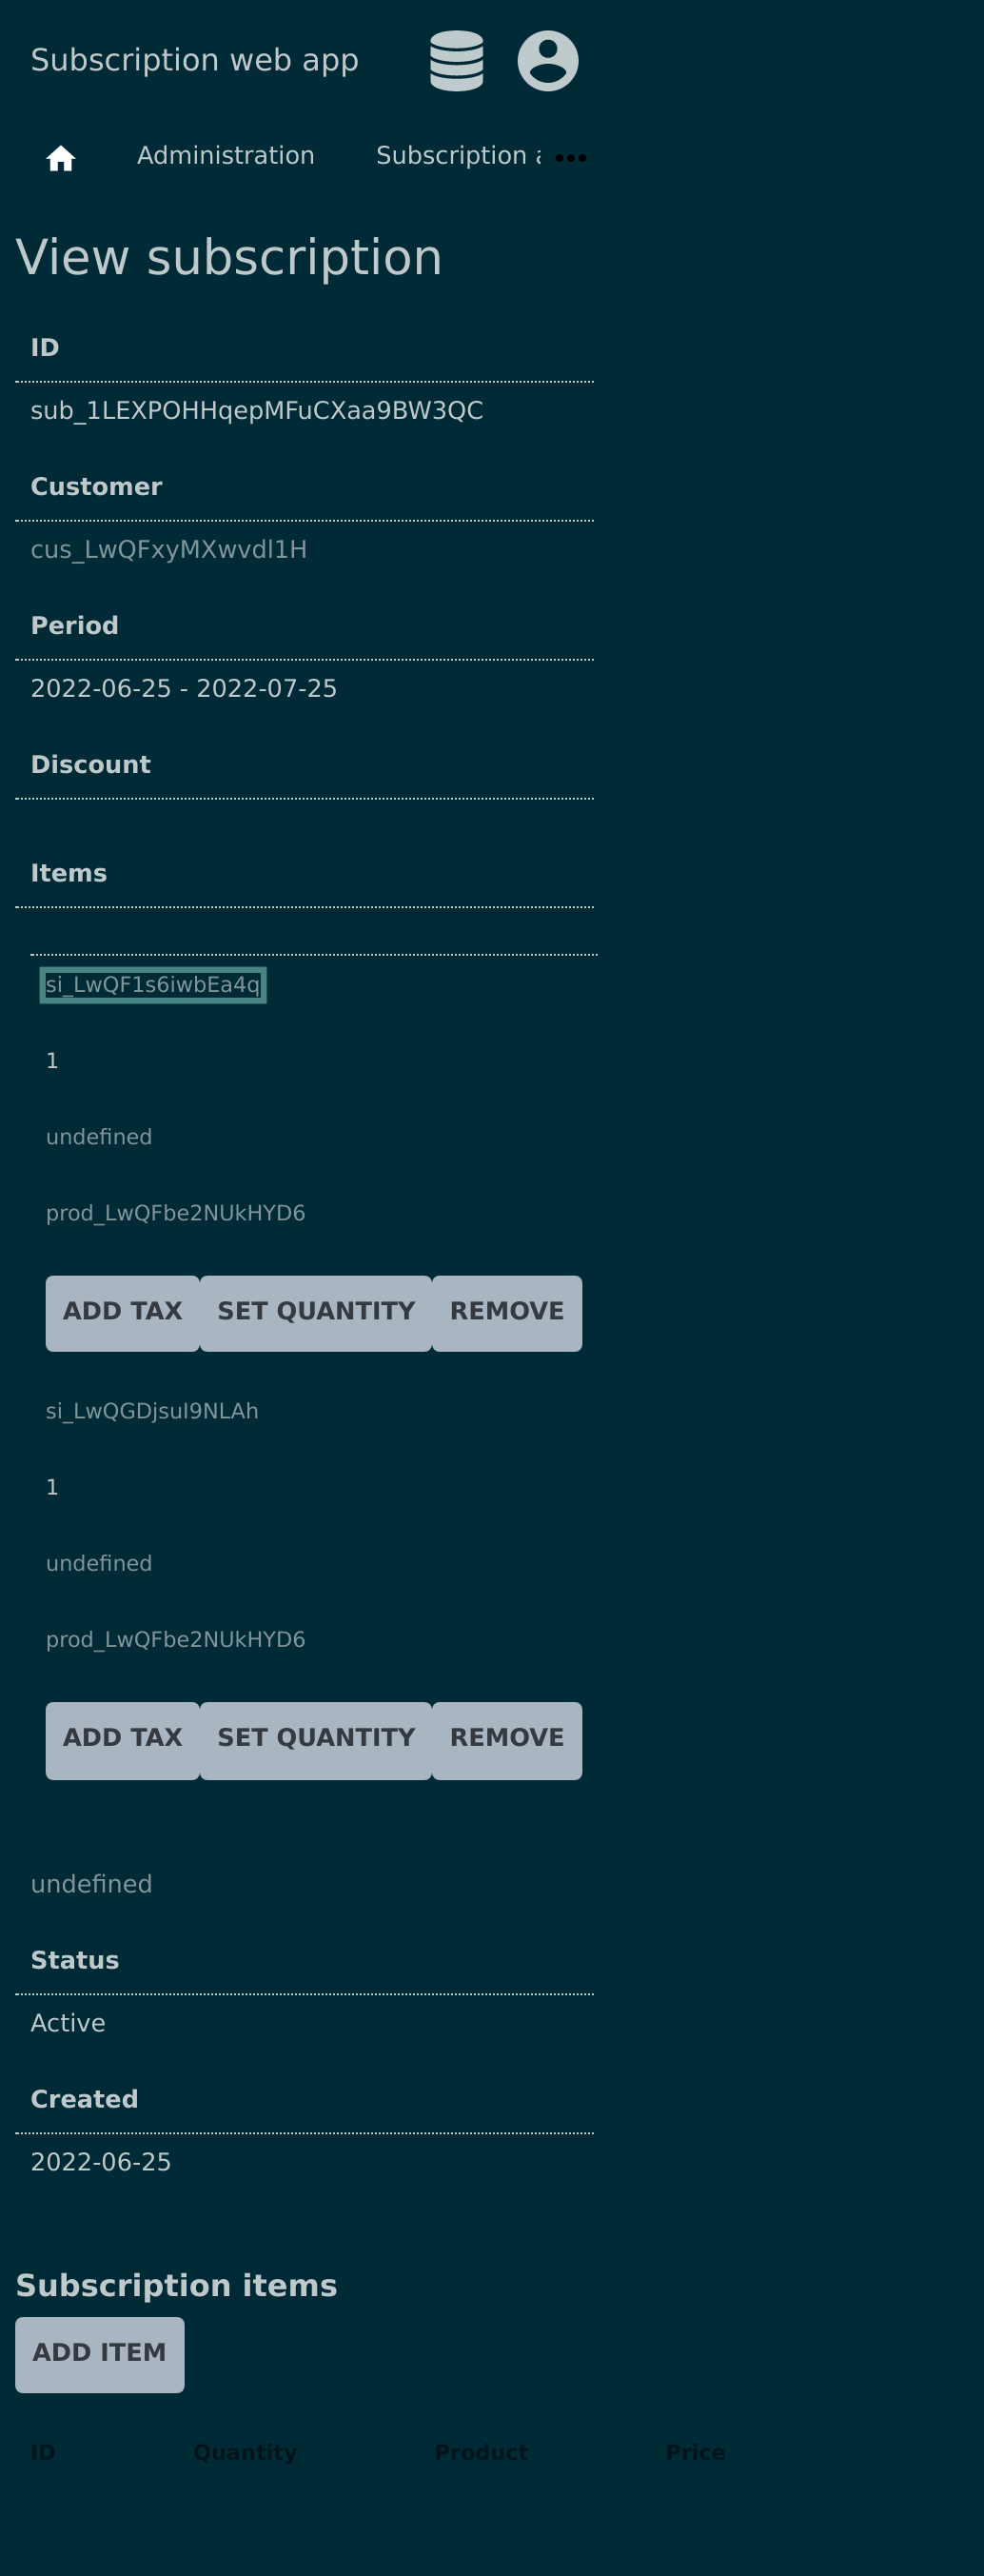 Subscription web app
Administration Subscription a
View subscription
ID
sub_1LEXPOHHqepMFuCXaa9BW3QC
Customer
cus_LwQFxyMXwvdl1H
Period
2022-06-25 - 2022-07-25
Discount
Items
si_LwQF1s6iwbEa4q
1
undefined
prod_LwQFbe2NUkHYD6
ADD TAX SET QUANTITY REMOVE
si_LwQGDjsuI9NLAh
1
undefined
prod_LwQFbe2NUkHYD6
ADD TAX SET QUANTITY REMOVE
undefined
Status
Active
Created
2022-06-25
Subscription items
ADD ITEM
ID Quantity Product Price